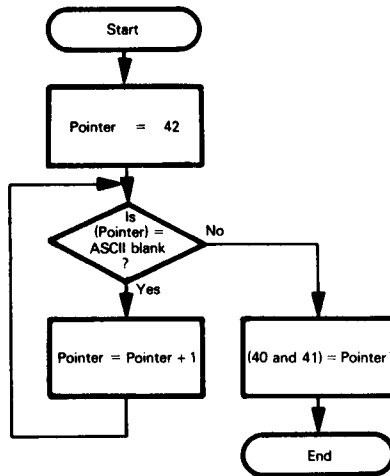 Start
Pointer = 42
Is
(Pointer) =
ASCII blank
?
No
Yes
Pointer = Pointer + 1
(40 and 41) = Pointer
End